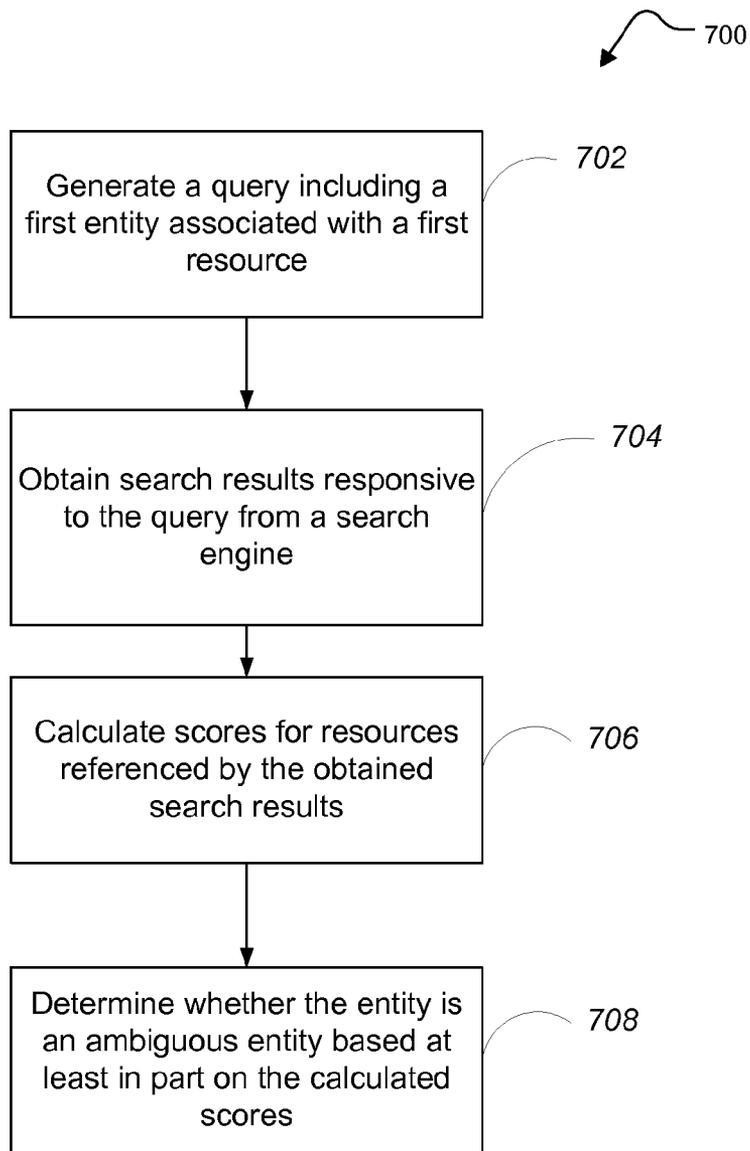 700
Generate a query including a
first entity associated with a first
resource
702
Obtain search results responsive
to the query from a search
engine
704
Calculate scores for resources
referenced by the obtained
search results
706
Determine whether the entity is
an ambiguous entity based at
least in part on the calculated
scores
708